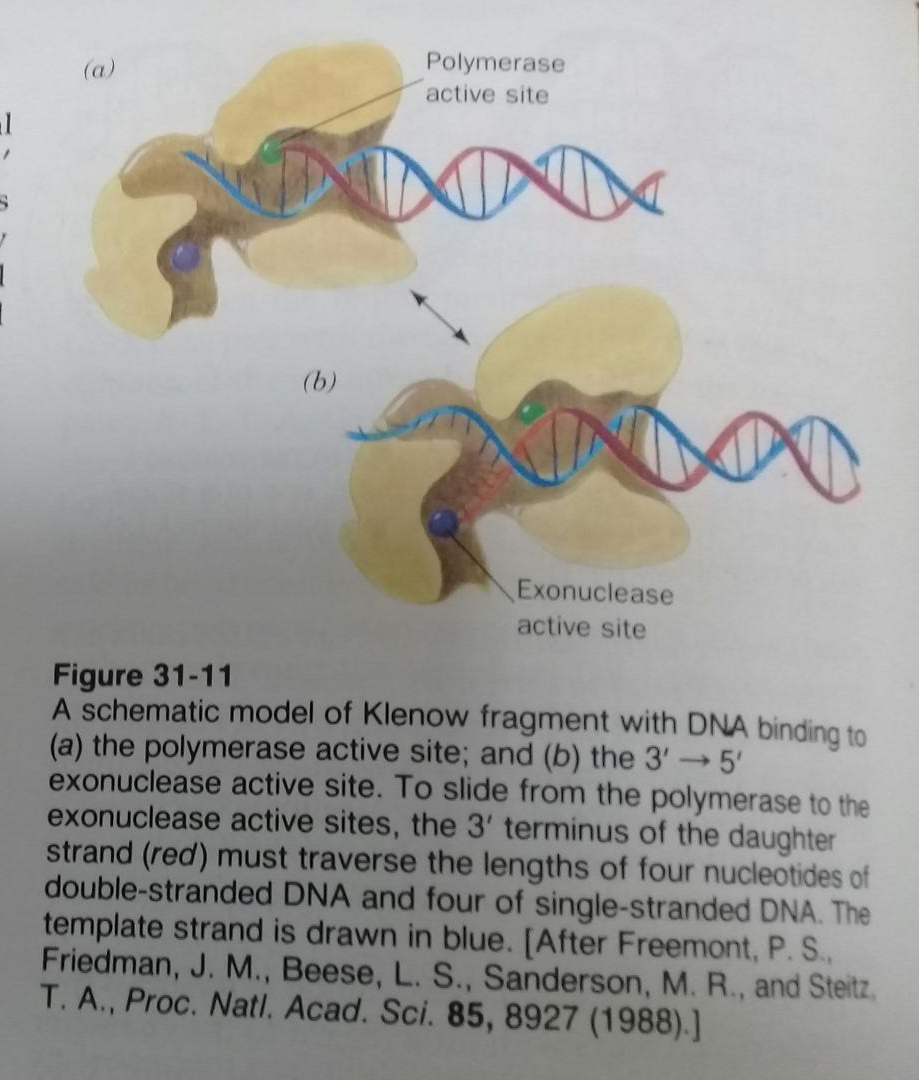 (a)
Polymerase
active site
(b)
Exonuclease
active site
Figure 31-11
A schematic model of Klenow fragment with DNA binding to
(a) the polymerase active site; and (b) the 3′ → 5′
exonuclease active site. To slide from the polymerase to the
exonuclease active sites, the 3′ terminus of the daughter
strand (red) must traverse the lengths of four nucleotides of
double-stranded DNA and four of single-stranded DNA. The
template strand is drawn in blue. [After Freemont, P. S.,
Friedman, J. M., Beese, L. S., Sanderson, M. R., and Steitz,
T. A., Proc. Natl. Acad. Sci. 85, 8927 (1988).]